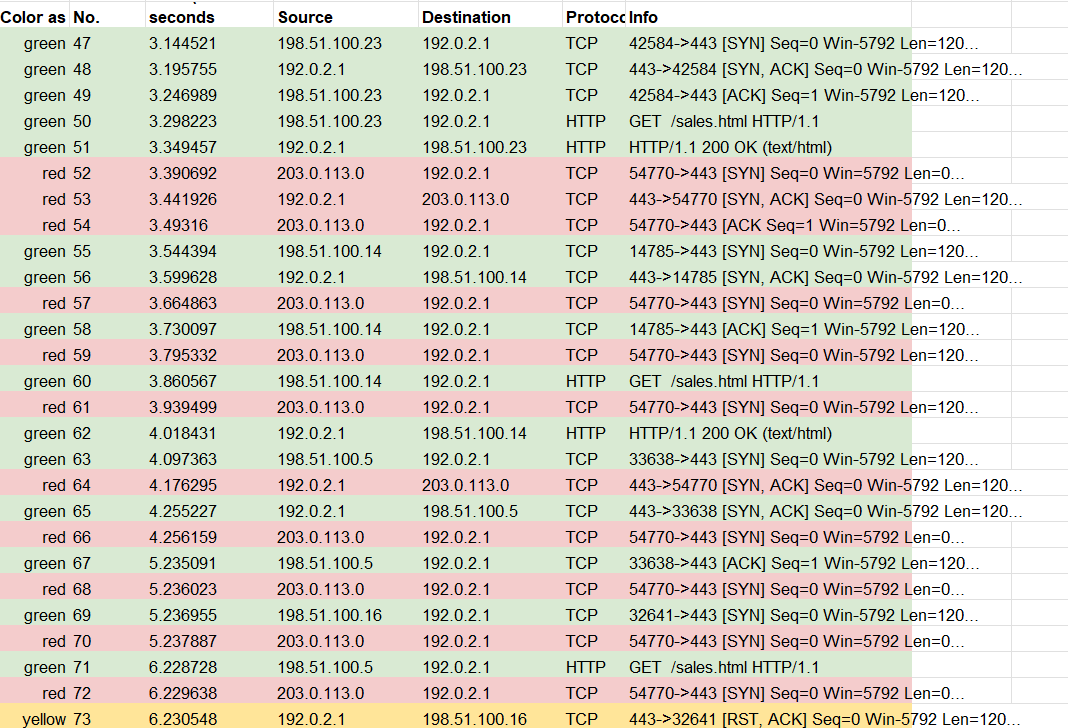 Color as No. seconds Source Destination Protoco Info
green 47 3.144521 198.51.100.23 192.0.2.1 TCP 42584->443 [SYN] Seq=0 Win-5792 Len=120...
green 48 3.195755 192.0.2.1 198.51.100.23 TCP 443->42584 [SYN, ACK] Seq=0 Win-5792 Len=120...
green 49 3.246989 198.51.100.23 192.0.2.1 TCP 42584->443 [ACK] Seq=1 Win-5792 Len=120...
green 50 3.298223 198.51.100.23 192.0.2.1 HTTP GET /sales.html HTTP/1.1
green 51 3.349457 192.0.2.1 198.51.100.23 HTTP HTTP/1.1 200 OK (text/html)
red 52 3.390692 203.0.113.0 192.0.2.1 TCP 54770->443 [SYN] Seq=0 Win=5792 Len=0...
red 53 3.441926 192.0.2.1 203.0.113.0 TCP 443->54770 [SYN, ACK] Seq=0 Win-5792 Len=120...
red 54 3.49316 203.0.113.0 192.0.2.1 TCP 54770->443 [ACK Seq=1 Win=5792 Len=0...
green 55 3.544394 198.51.100.14 192.0.2.1 TCP 14785->443 [SYN] Seq=0 Win-5792 Len=120...
green 56 3.599628 192.0.2.1 198.51.100.14 TCP 443->14785 [SYN, ACK] Seq=0 Win-5792 Len=120...
red 57 3.664863 203.0.113.0 192.0.2.1 TCP 54770->443 [SYN] Seq=0 Win=5792 Len=0...
green 58 3.730097 198.51.100.14 192.0.2.1 TCP 14785->443 [ACK] Seq=1 Win-5792 Len=120...
red 59 3.795332 203.0.113.0 192.0.2.1 TCP 54770->443 [SYN] Seq=0 Win-5792 Len=120...
green 60 3.860567 198.51.100.14 192.0.2.1 HTTP GET /sales.html HTTP/1.1
red 61 3.939499 203.0.113.0 192.0.2.1 TCP 54770->443 [SYN] Seq=0 Win-5792 Len=120...
green 62 4.018431 192.0.2.1 198.51.100.14 HTTP HTTP/1.1 200 OK (text/html)
green 63 4.097363 198.51.100.5 192.0.2.1 TCP 33638->443 [SYN] Seq=0 Win-5792 Len=120...
red 64 4.176295 192.0.2.1 203.0.113.0 TCP 443->54770 [SYN, ACK] Seq=0 Win-5792 Len=120...
green 65 4.255227 192.0.2.1 198.51.100.5 TCP 443->33638 [SYN, ACK] Seq=0 Win-5792 Len=120...
red 66 4.256159 203.0.113.0 192.0.2.1 TCP 54770->443 [SYN] Seq=0 Win=5792 Len=0...
green 67 5.235091 198.51.100.5 192.0.2.1 TCP 33638->443 [ACK] Seq=1 Win-5792 Len=120...
red 68 5.236023 203.0.113.0 192.0.2.1 TCP 54770->443 [SYN] Seq=0 Win=5792 Len=0...
green 69 5.236955 198.51.100.16 192.0.2.1 TCP 32641->443 [SYN] Seq=0 Win-5792 Len=120...
red 70 5.237887 203.0.113.0 192.0.2.1 TCP 54770->443 [SYN] Seq=0 Win=5792 Len=0...
green 71 6.228728 198.51.100.5 192.0.2.1 HTTP GET /sales.html HTTP/1.1
red 72 6.229638 203.0.113.0 192.0.2.1 TCP 54770->443 [SYN] Seq=0 Win=5792 Len=0...
yellow 73 6.230548 192.0.2.1 198.51.100.16 TCP 443->32641 [RST, ACK] Seq=0 Win-5792 Len=120...